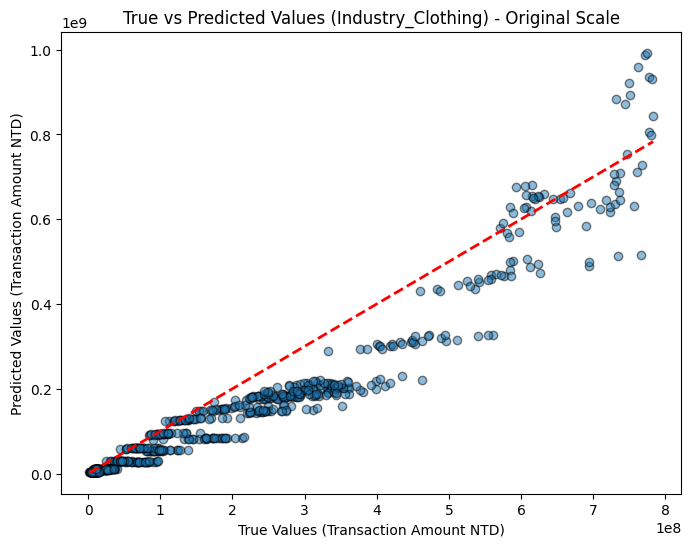 True vs Predicted Values (Industry_Clothing) - Original Scale
1e9
1.0
0.8
0.6
0.4
0.2
0.0
Predicted Values (Transaction Amount NTD)
0 1 2 3 4 5 6 7 8
1e8
True Values (Transaction Amount NTD)